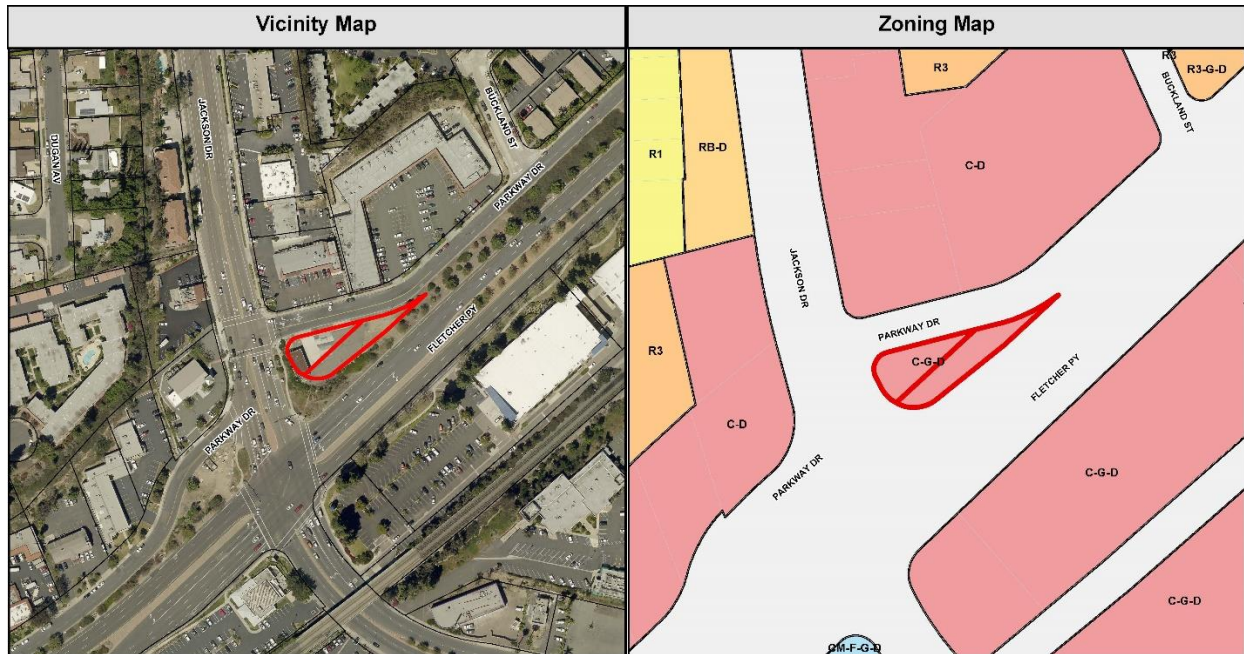 Vicinity Map
Zoning Map
DUGAN AV
JACKSON DR
BUCKLAND ST
PARKWAY DR
FLETCHER PY
PARKWAY DR
R3
R3
R3-G-D
BUCKLAND ST
R1
RB-D
C-D
JACKSON DR
PARKWAY DR
C-G-D
FLETCHER PY
R3
C-D
PARKWAY DR
C-G-D
C-G-D
CM-F-G-D